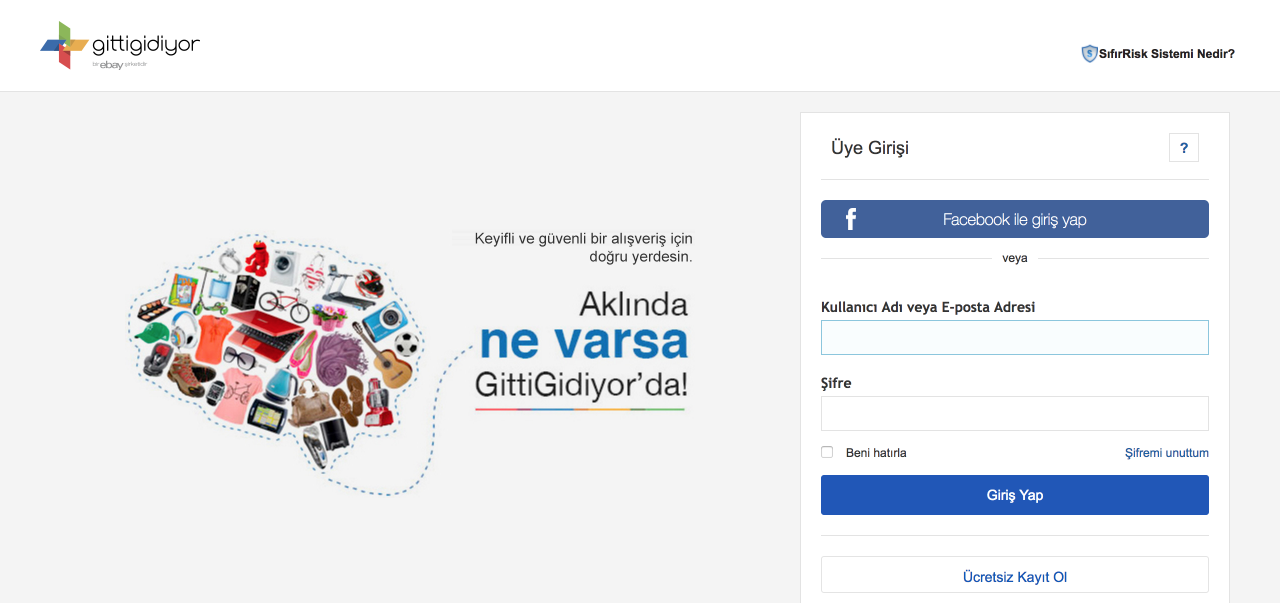 gittigidiyor
bir ebay şirketidir
SıfırRisk Sistemi Nedir?
Keyifli ve güvenli bir alışveriş için
doğru yerdesin.
Aklında
ne varsa
GittiGidiyor'da!
Üye Girişi
?
f Facebook ile giriş yap
veya
Kullanıcı Adı veya E-posta Adresi
Şifre
Beni hatırla
Şifremi unuttum
Giriş Yap
Ücretsiz Kayıt Ol